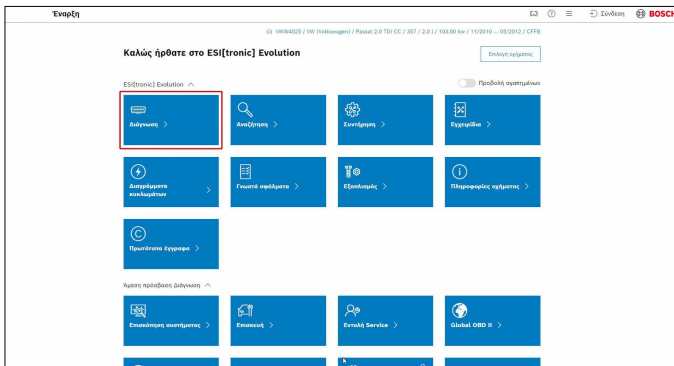 Έναρξη
Σύνδεση
BOSCH
VWW4025 / VW (Volkswagen) / Passat 2.0 TDI CC / 357 / 2.0 l / 103.00 kw / 11/2010 ... 05/2012 / CFFB
Καλώς ήρθατε στο ESI[tronic] Evolution
Επιλογή οχήματος
ESI[tronic] Evolution
Προβολή αγαπημένων
Διάγνωση
Αναζήτηση
Συντήρηση
Εγχειρίδια
Διαγράμματα κυκλωμάτων
Γνωστά σφάλματα
Εξοπλισμός
Πληροφορίες οχήματος
Πρωτότυπα έγγραφα
Άμεση πρόσβαση Διάγνωση
Επισκόπηση συστήματος
Επισκευή
Εντολή Service
Global OBD II